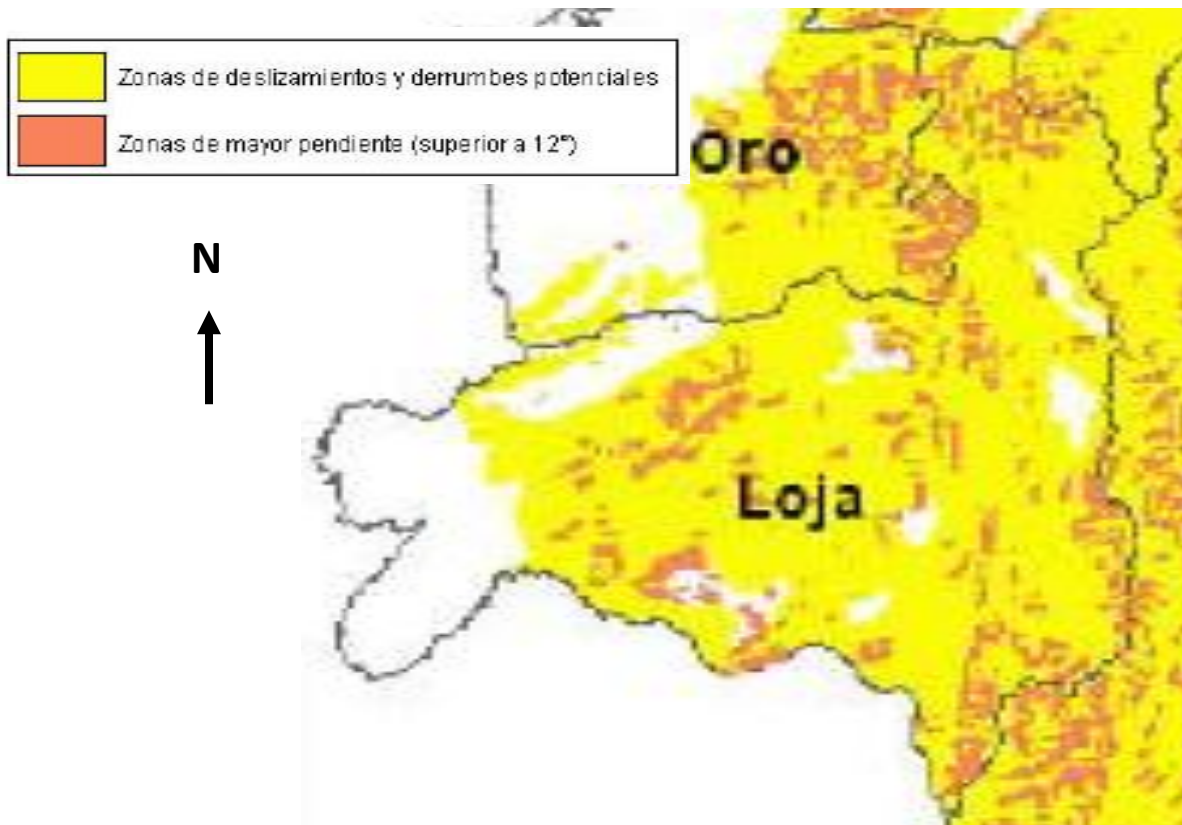 Zonas de deslizamientos y derrumbes potenciales
Zonas de mayor pendiente (superior a 12°)
Oro
N
Loja